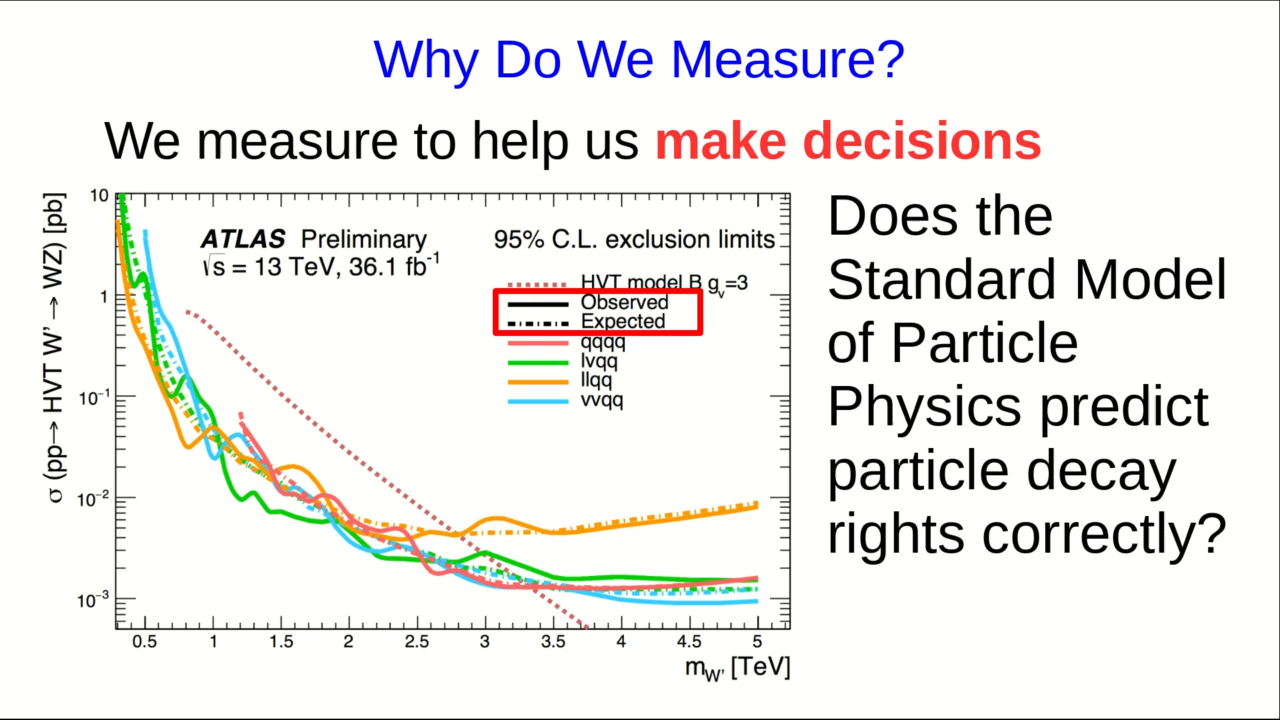 Why Do We Measure?
We measure to help us make decisions
σ (pp→ HVT W' → WZ) [pb]
10
1
10⁻¹
10⁻²
10⁻³
ATLAS Preliminary
√s = 13 TeV, 36.1 fb⁻¹
95% C.L. exclusion limits
HVT model B gᵥ=3
Observed
Expected
qqqq
lvqq
llqq
vvqq
0.5 1 1.5 2 2.5 3 3.5 4 4.5 5
m_W' [TeV]
Does the
Standard Model
of Particle
Physics predict
particle decay
rights correctly?